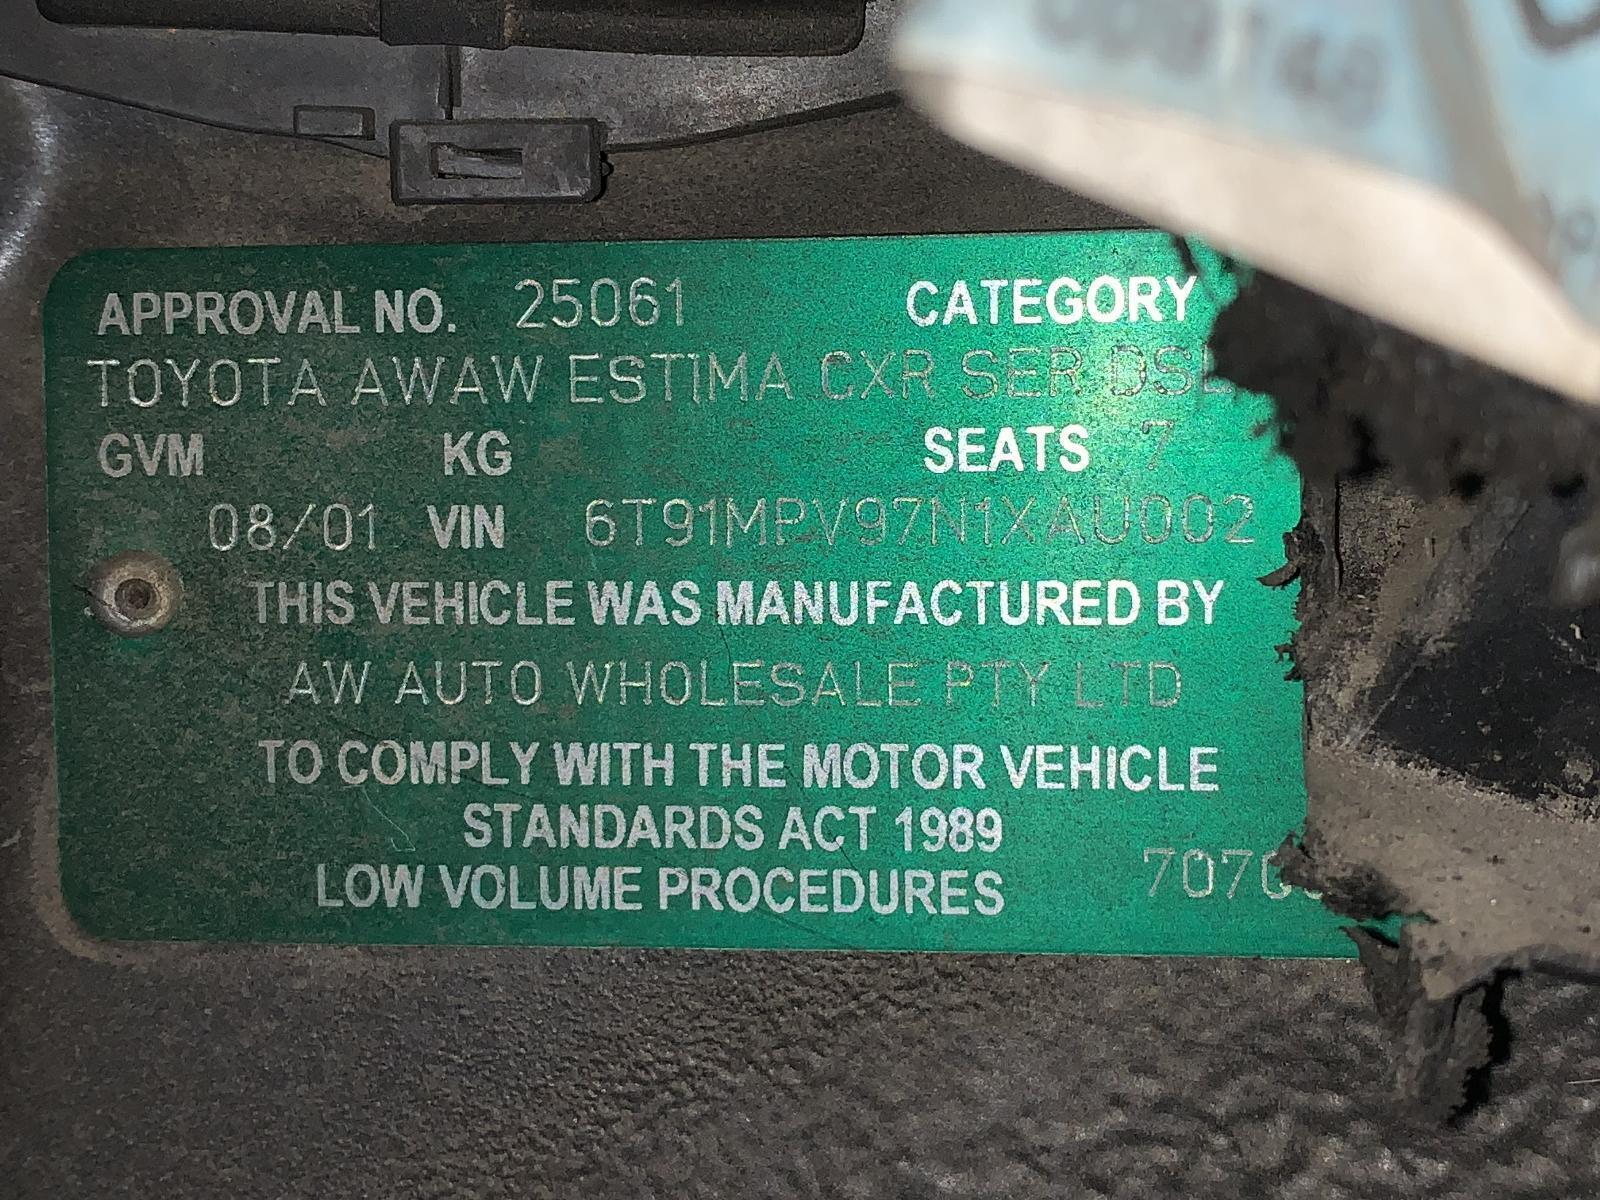 009148
APPROVAL NO. 25061 CATEGORY
TOYOTA AWAW ESTIMA CXR SER DSL
GVM KG SEATS 7
08/01 VIN 6T91MPV97N1XAU002
THIS VEHICLE WAS MANUFACTURED BY
AW AUTO WHOLESALE PTY LTD
TO COMPLY WITH THE MOTOR VEHICLE
STANDARDS ACT 1989
LOW VOLUME PROCEDURES